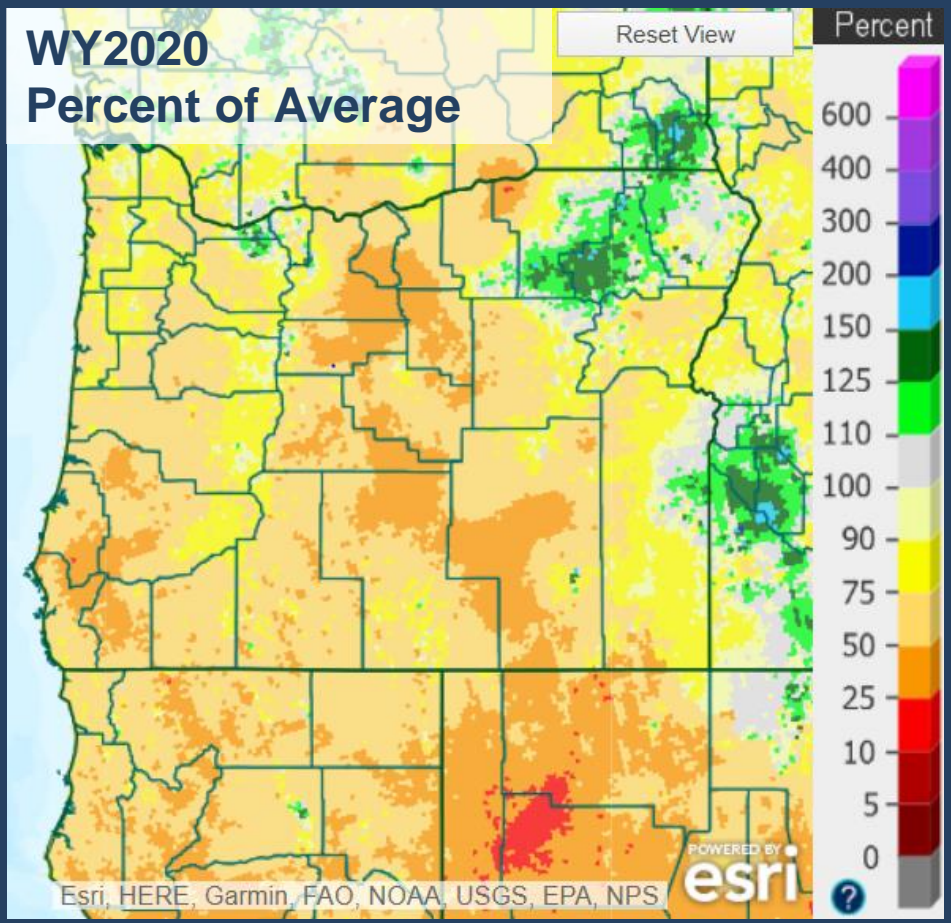 WY2020
Percent of Average
Reset View
Percent
600
400
300
200
150
125
110
100
90
75
50
25
10
5
0
POWERED BY
esri
Esri, HERE, Garmin, FAO, NOAA, USGS, EPA, NPS
?